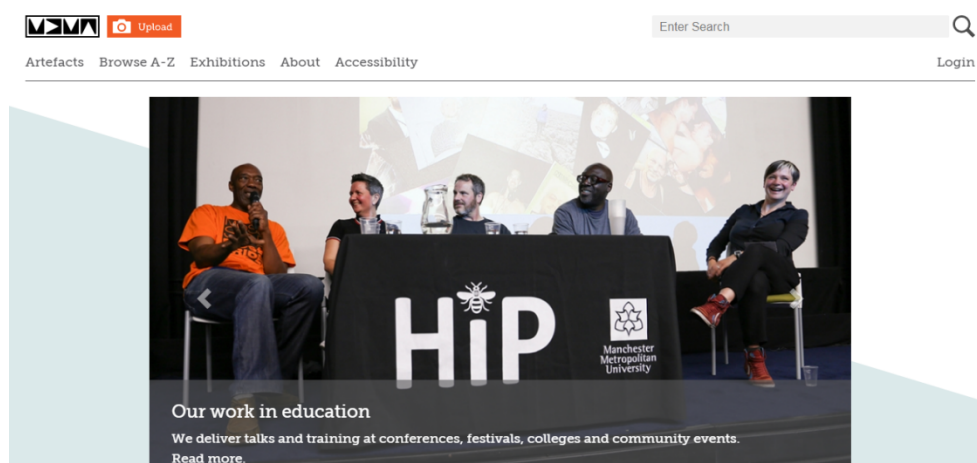 Upload
Enter Search
Artefacts Browse A-Z Exhibitions About Accessibility
Login
HiP
Manchester
Metropolitan
University
Our work in education
We deliver talks and training at conferences, festivals, colleges and community events.
Read more.